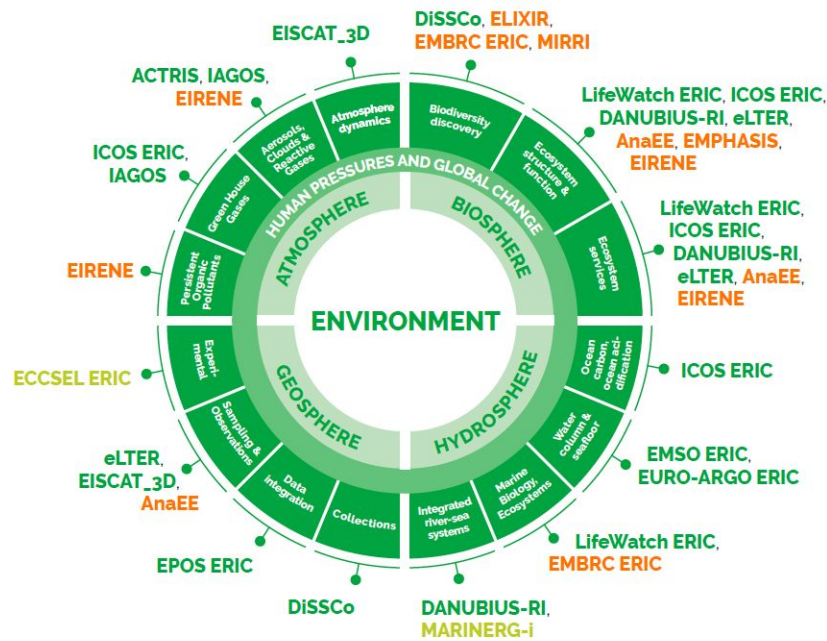 EISCAT_3D
DiSSCo, ELIXIR,
EMBRC ERIC, MIRRI
ACTRIS, IAGOS,
EIRENE
LifeWatch ERIC, ICOS ERIC,
DANUBIUS-RI, eLTER,
AnaEE, EMPHASIS,
EIRENE
ICOS ERIC,
IAGOS
LifeWatch ERIC,
ICOS ERIC,
DANUBIUS-RI,
eLTER, AnaEE,
EIRENE
EIRENE
ECCSEL ERIC
ICOS ERIC
eLTER,
EISCAT_3D,
AnaEE
EMSO ERIC,
EURO-ARGO ERIC
EPOS ERIC
LifeWatch ERIC,
EMBRC ERIC
DiSSCo
DANUBIUS-RI,
MARINERG-i
Atmosphere
dynamics
Biodiversity
discovery
Aerosols,
Clouds &
Reactive
Gases
Ecosystem
structure &
function
Green House
Gases
Ecosystem
services
Persistent
Organic
Pollutants
Experi-
mental
Ocean
carbon,
ocean aci-
dification
Sampling &
Observations
Water
column &
seafloor
Data
integration
Marine
Biology,
Ecosystems
Collections
Integrated
river-sea
systems
HUMAN PRESSURES AND GLOBAL CHANGE
ATMOSPHERE
BIOSPHERE
ENVIRONMENT
GEOSPHERE
HYDROSPHERE